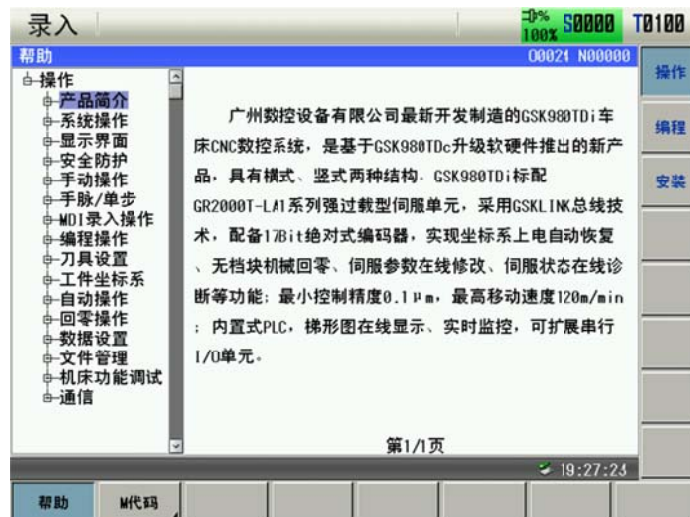 录入
100% S0000 T0100
帮助 O0021 N00000
操作
产品简介
系统操作
显示界面
安全防护
手动操作
手脉/单步
MDI录入操作
编程操作
刀具设置
工件坐标系
自动操作
回零操作
数据设置
文件管理
机床功能调试
通信
广州数控设备有限公司最新开发制造的GSK980TDi车
床CNC数控系统，是基于GSK980TDc升级软硬件推出的新产
品，具有横式、竖式两种结构. GSK980TDi标配
GR2000T-LA1系列强过载型伺服单元，采用GSKLINK总线技
术，配备17Bit绝对式编码器，实现坐标系上电自动恢复
、无档块机械回零、伺服参数在线修改、伺服状态在线诊
断等功能；最小控制精度0.1μm，最高移动速度120m/min
；内置式PLC，梯形图在线显示、实时监控，可扩展串行
I/O单元。
第1/1页
操作
编程
安装
帮助 M代码